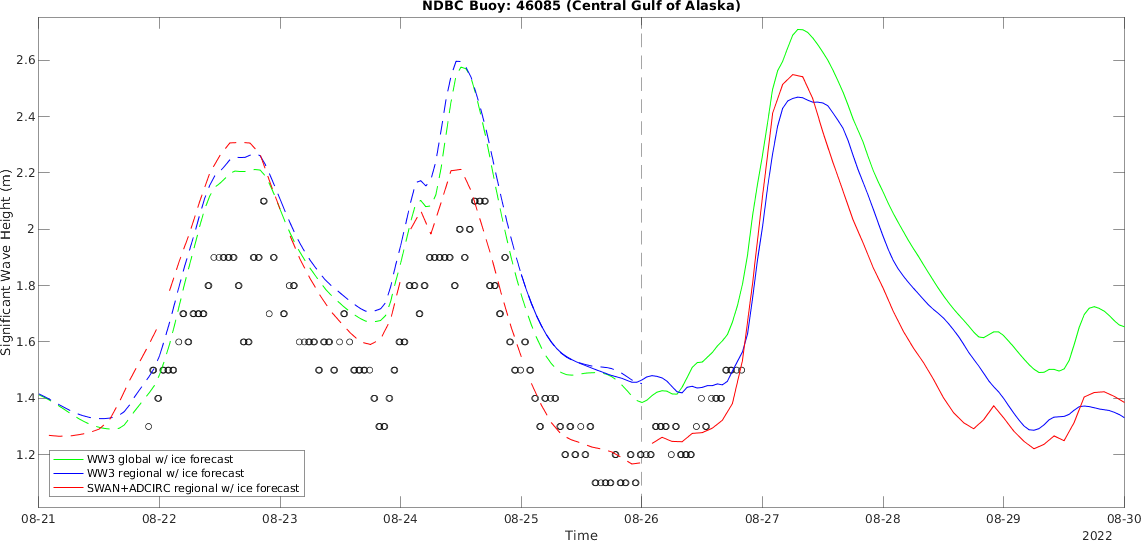 NDBC Buoy: 46085 (Central Gulf of Alaska)
Significant Wave Height (m)
2.6
2.4
2.2
2
1.8
1.6
1.4
1.2
WW3 global w/ ice forecast
WW3 regional w/ ice forecast
SWAN+ADCIRC regional w/ ice forecast
08-21 08-22 08-23 08-24 08-25 08-26 08-27 08-28 08-29 08-30
Time
2022